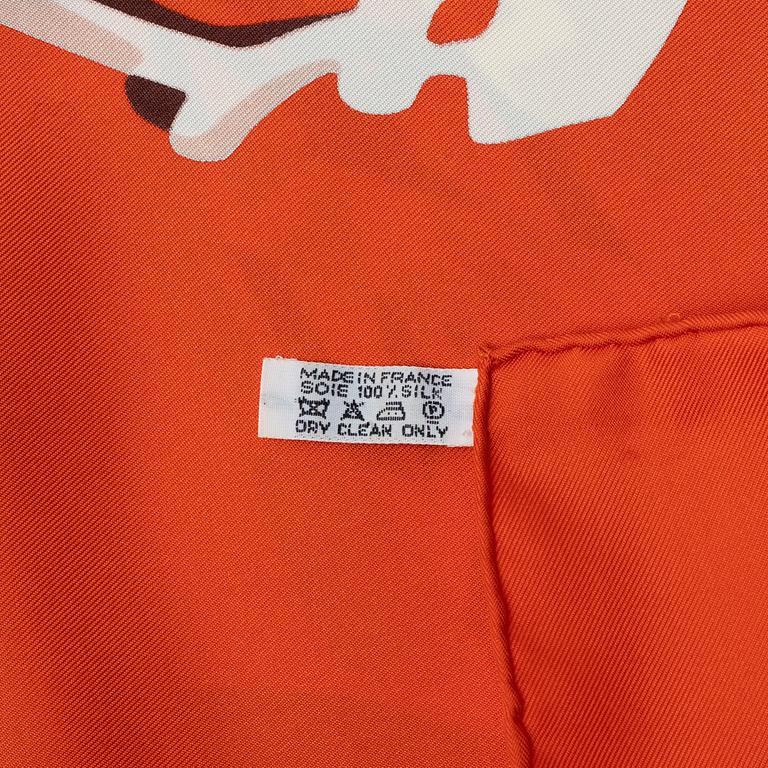 MADE IN FRANCE
SOIE 100% SILK
P
DRY CLEAN ONLY